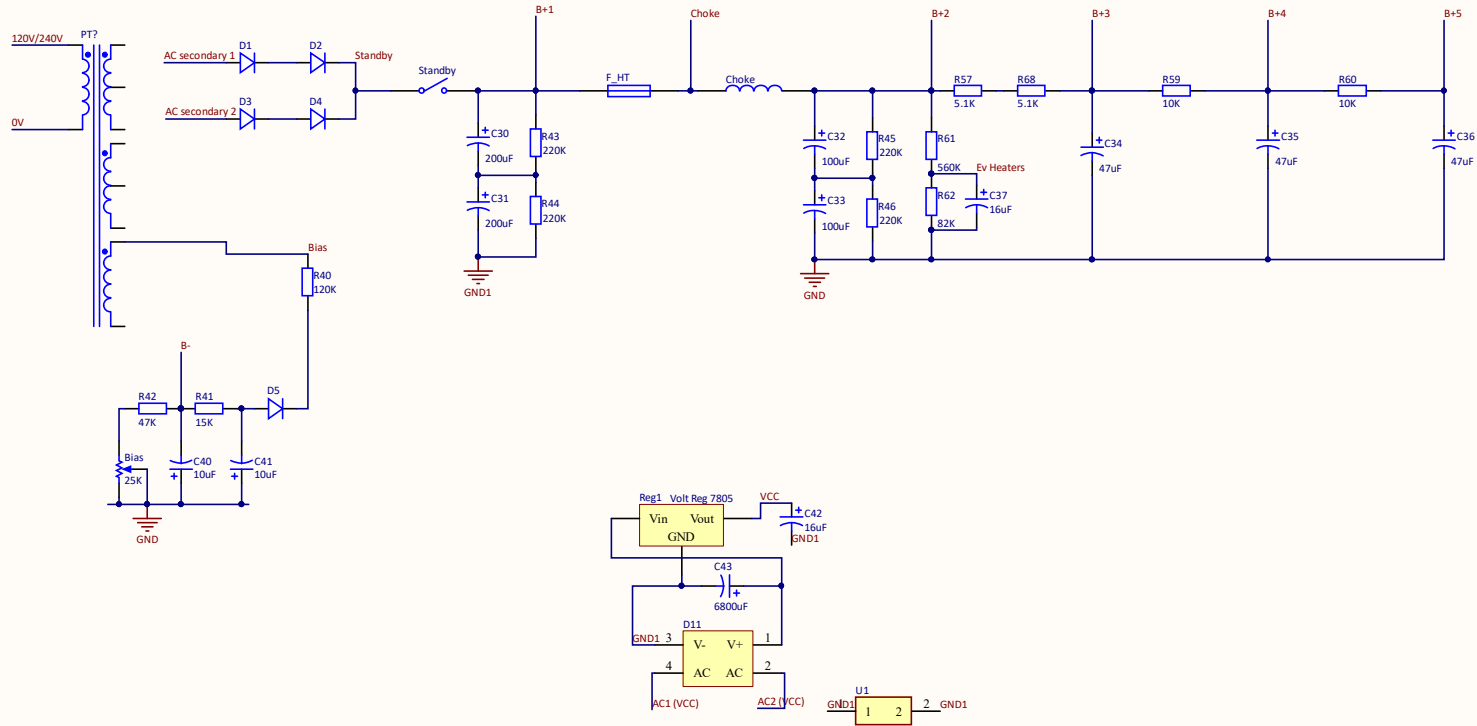 B+1
Choke
B+2
B+3
B+4
B+5
120V/240V
PT?
0V
AC secondary 1
D1
D2
Standby
AC secondary 2
D3
D4
Standby
F_HT
Choke
R57
5.1K
R68
5.1K
R59
10K
R60
10K
C30
200uF
R43
220K
C31
200uF
R44
220K
GND1
C32
100uF
R45
220K
C33
100uF
R46
220K
R61
560K
Ev Heaters
R62
82K
C37
16uF
C34
47uF
C35
47uF
C36
47uF
GND
Bias
R40
120K
B-
R42
47K
R41
15K
D5
Bias
25K
C40
10uF
C41
10uF
GND
Reg1 Volt Reg 7805
Vin Vout
GND
VCC
C42
16uF
GND1
C43
6800uF
D11
GND1 3 V- V+ 1
4 AC AC 2
AC1 (VCC)
AC2 (VCC)
U1
GND1 1 1 2 2 GND1